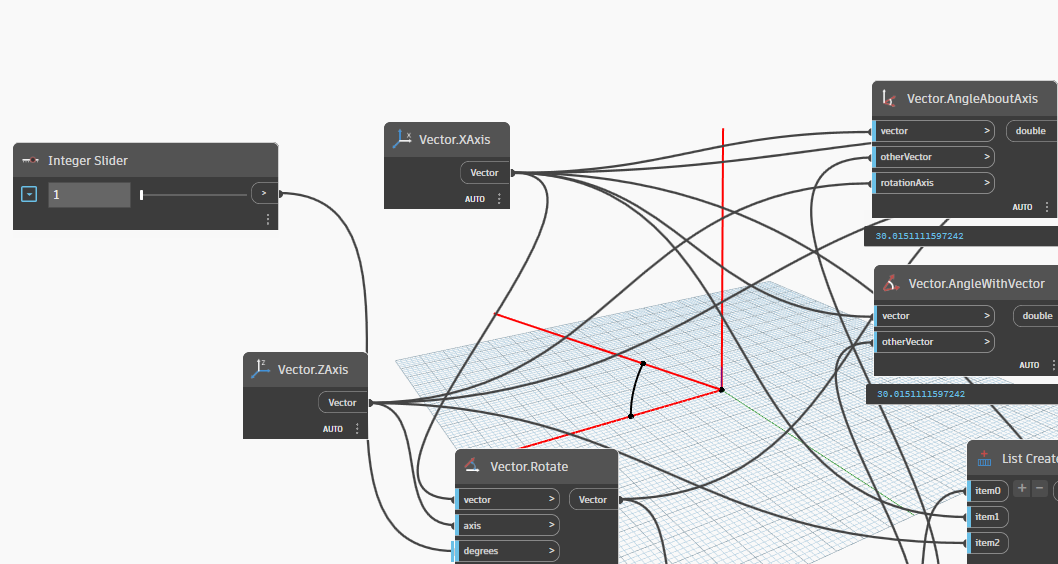 Vector.AngleAboutAxis
vector > double
otherVector >
rotationAxis >
AUTO
30.0151111597242
X
Vector.XAxis
Vector
AUTO
Integer Slider
1 >
Vector.AngleWithVector
vector > double
otherVector >
AUTO
30.0151111597242
Z
Vector.ZAxis
Vector
AUTO
Vector.Rotate
vector > Vector
axis >
degrees >
List Create
item0 + -
item1
item2